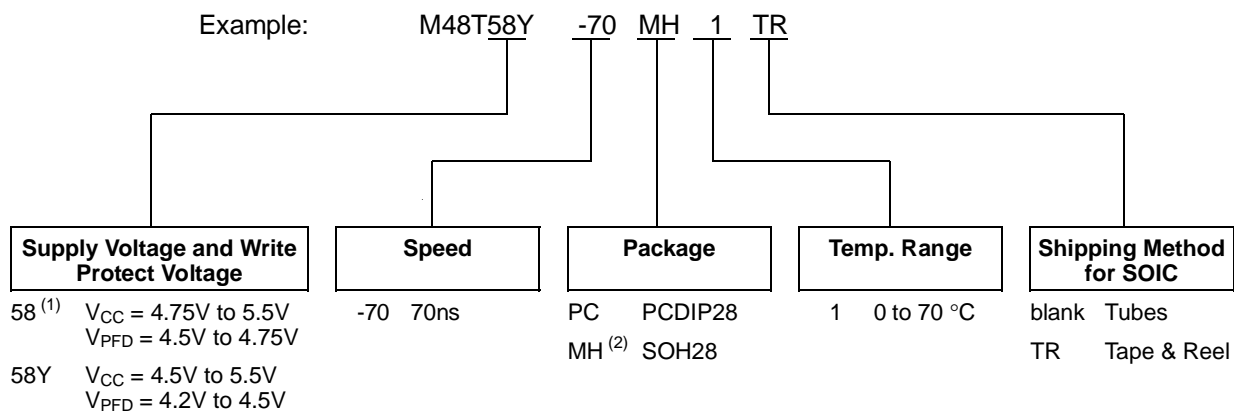 Example: M48T58Y -70 MH 1 TR
Supply Voltage and Write
Protect Voltage
58 (1) VCC = 4.75V to 5.5V
VPFD = 4.5V to 4.75V
58Y VCC = 4.5V to 5.5V
VPFD = 4.2V to 4.5V
Speed
-70 70ns
Package
PC PCDIP28
MH (2) SOH28
Temp. Range
1 0 to 70 °C
Shipping Method
for SOIC
blank Tubes
TR Tape & Reel